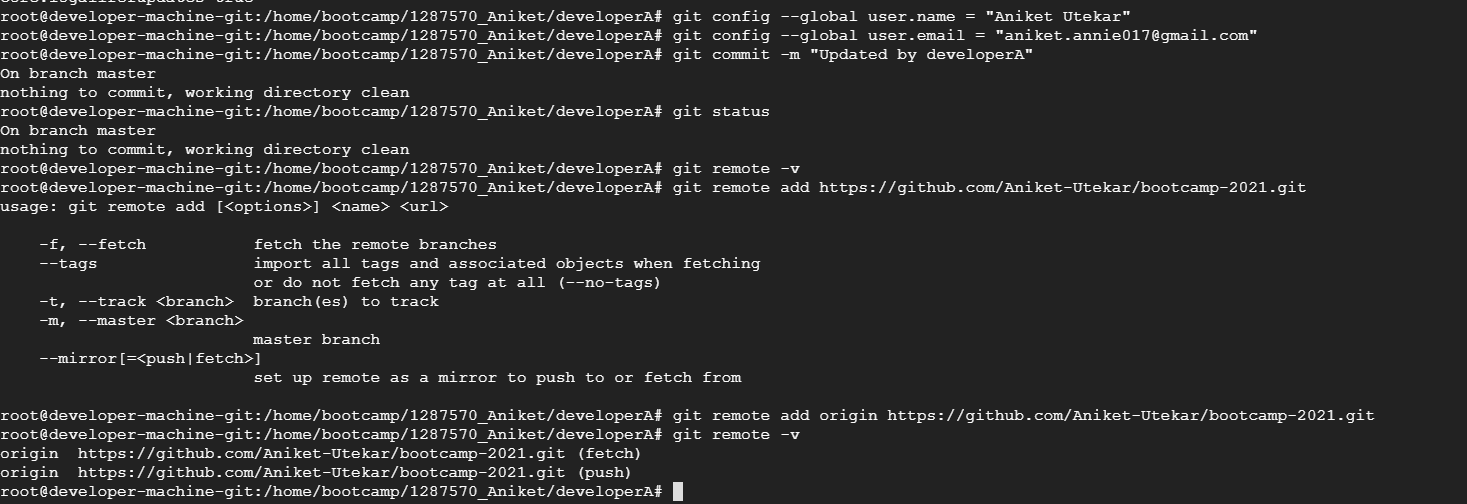 root@developer-machine-git:/home/bootcamp/1287570_Aniket/developerA# git config --global user.name = "Aniket Utekar"
root@developer-machine-git:/home/bootcamp/1287570_Aniket/developerA# git config --global user.email = "aniket.annie017@gmail.com"
root@developer-machine-git:/home/bootcamp/1287570_Aniket/developerA# git commit -m "Updated by developerA"
On branch master
nothing to commit, working directory clean
root@developer-machine-git:/home/bootcamp/1287570_Aniket/developerA# git status
On branch master
nothing to commit, working directory clean
root@developer-machine-git:/home/bootcamp/1287570_Aniket/developerA# git remote -v
root@developer-machine-git:/home/bootcamp/1287570_Aniket/developerA# git remote add https://github.com/Aniket-Utekar/bootcamp-2021.git
usage: git remote add [<options>] <name> <url>

    -f, --fetch           fetch the remote branches
    --tags                import all tags and associated objects when fetching
                          or do not fetch any tag at all (--no-tags)
    -t, --track <branch>  branch(es) to track
    -m, --master <branch>
                          master branch
    --mirror[=<push|fetch>]
                          set up remote as a mirror to push to or fetch from

root@developer-machine-git:/home/bootcamp/1287570_Aniket/developerA# git remote add origin https://github.com/Aniket-Utekar/bootcamp-2021.git
root@developer-machine-git:/home/bootcamp/1287570_Aniket/developerA# git remote -v
origin  https://github.com/Aniket-Utekar/bootcamp-2021.git (fetch)
origin  https://github.com/Aniket-Utekar/bootcamp-2021.git (push)
root@developer-machine-git:/home/bootcamp/1287570_Aniket/developerA#